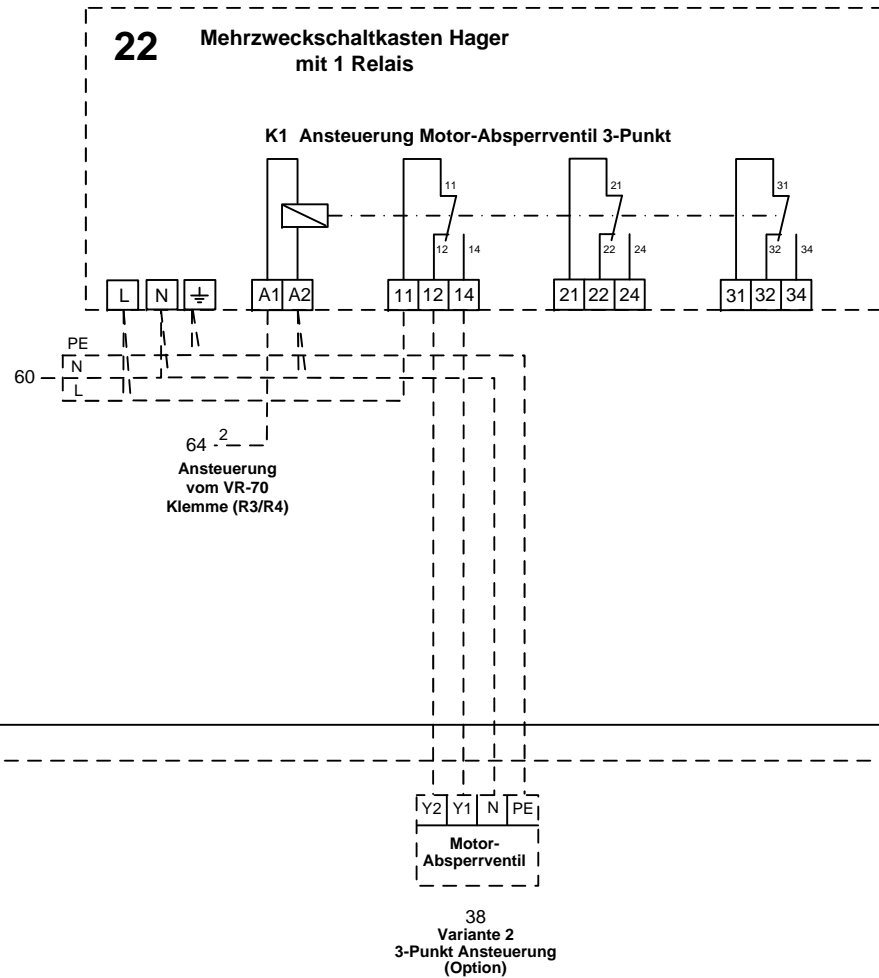 22
Mehrzweckschaltkasten Hager
mit 1 Relais
K1 Ansteuerung Motor-Absperrventil 3-Punkt
11 21 31
12 14 22 24 32 34
L N A1 A2 11 12 14 21 22 24 31 32 34
PE
60 N
L
64 2
Ansteuerung
vom VR-70
Klemme (R3/R4)
Y2 Y1 N PE
Motor-
Absperrventil
38
Variante 2
3-Punkt Ansteuerung
(Option)